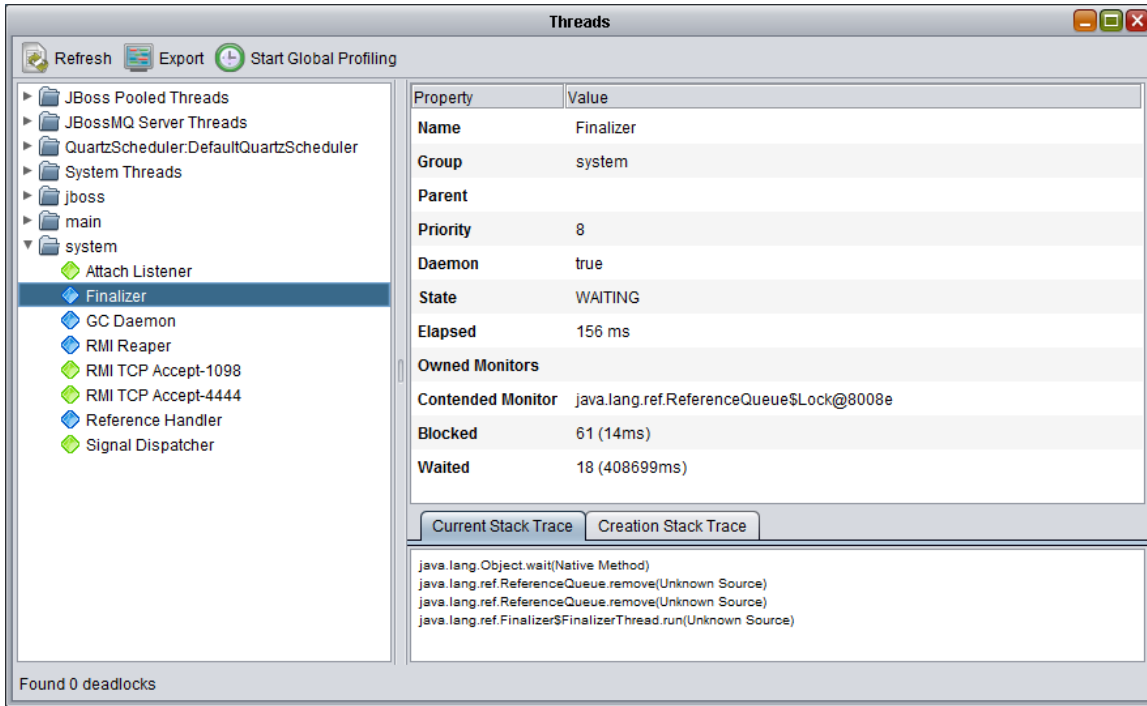 Threads
Refresh Export Start Global Profiling
JBoss Pooled Threads
JBossMQ Server Threads
QuartzScheduler:DefaultQuartzScheduler
System Threads
jboss
main
system
Attach Listener
Finalizer
GC Daemon
RMI Reaper
RMI TCP Accept-1098
RMI TCP Accept-4444
Reference Handler
Signal Dispatcher
Property Value
Name Finalizer
Group system
Parent
Priority 8
Daemon true
State WAITING
Elapsed 156 ms
Owned Monitors
Contended Monitor java.lang.ref.ReferenceQueue$Lock@8008e
Blocked 61 (14ms)
Waited 18 (408699ms)
Current Stack Trace Creation Stack Trace
java.lang.Object.wait(Native Method)
java.lang.ref.ReferenceQueue.remove(Unknown Source)
java.lang.ref.ReferenceQueue.remove(Unknown Source)
java.lang.ref.Finalizer$FinalizerThread.run(Unknown Source)
Found 0 deadlocks